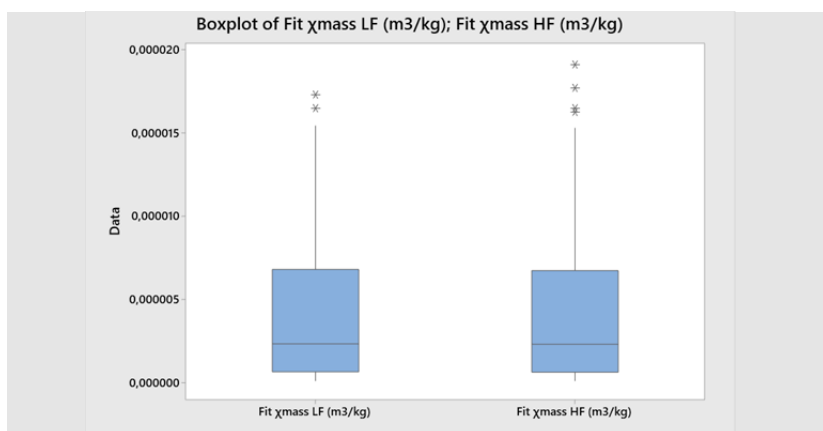 Boxplot of Fit χmass LF (m3/kg); Fit χmass HF (m3/kg)
0,000020
0,000015
0,000010
0,000005
0,000000
Data
Fit χmass LF (m3/kg)
Fit χmass HF (m3/kg)